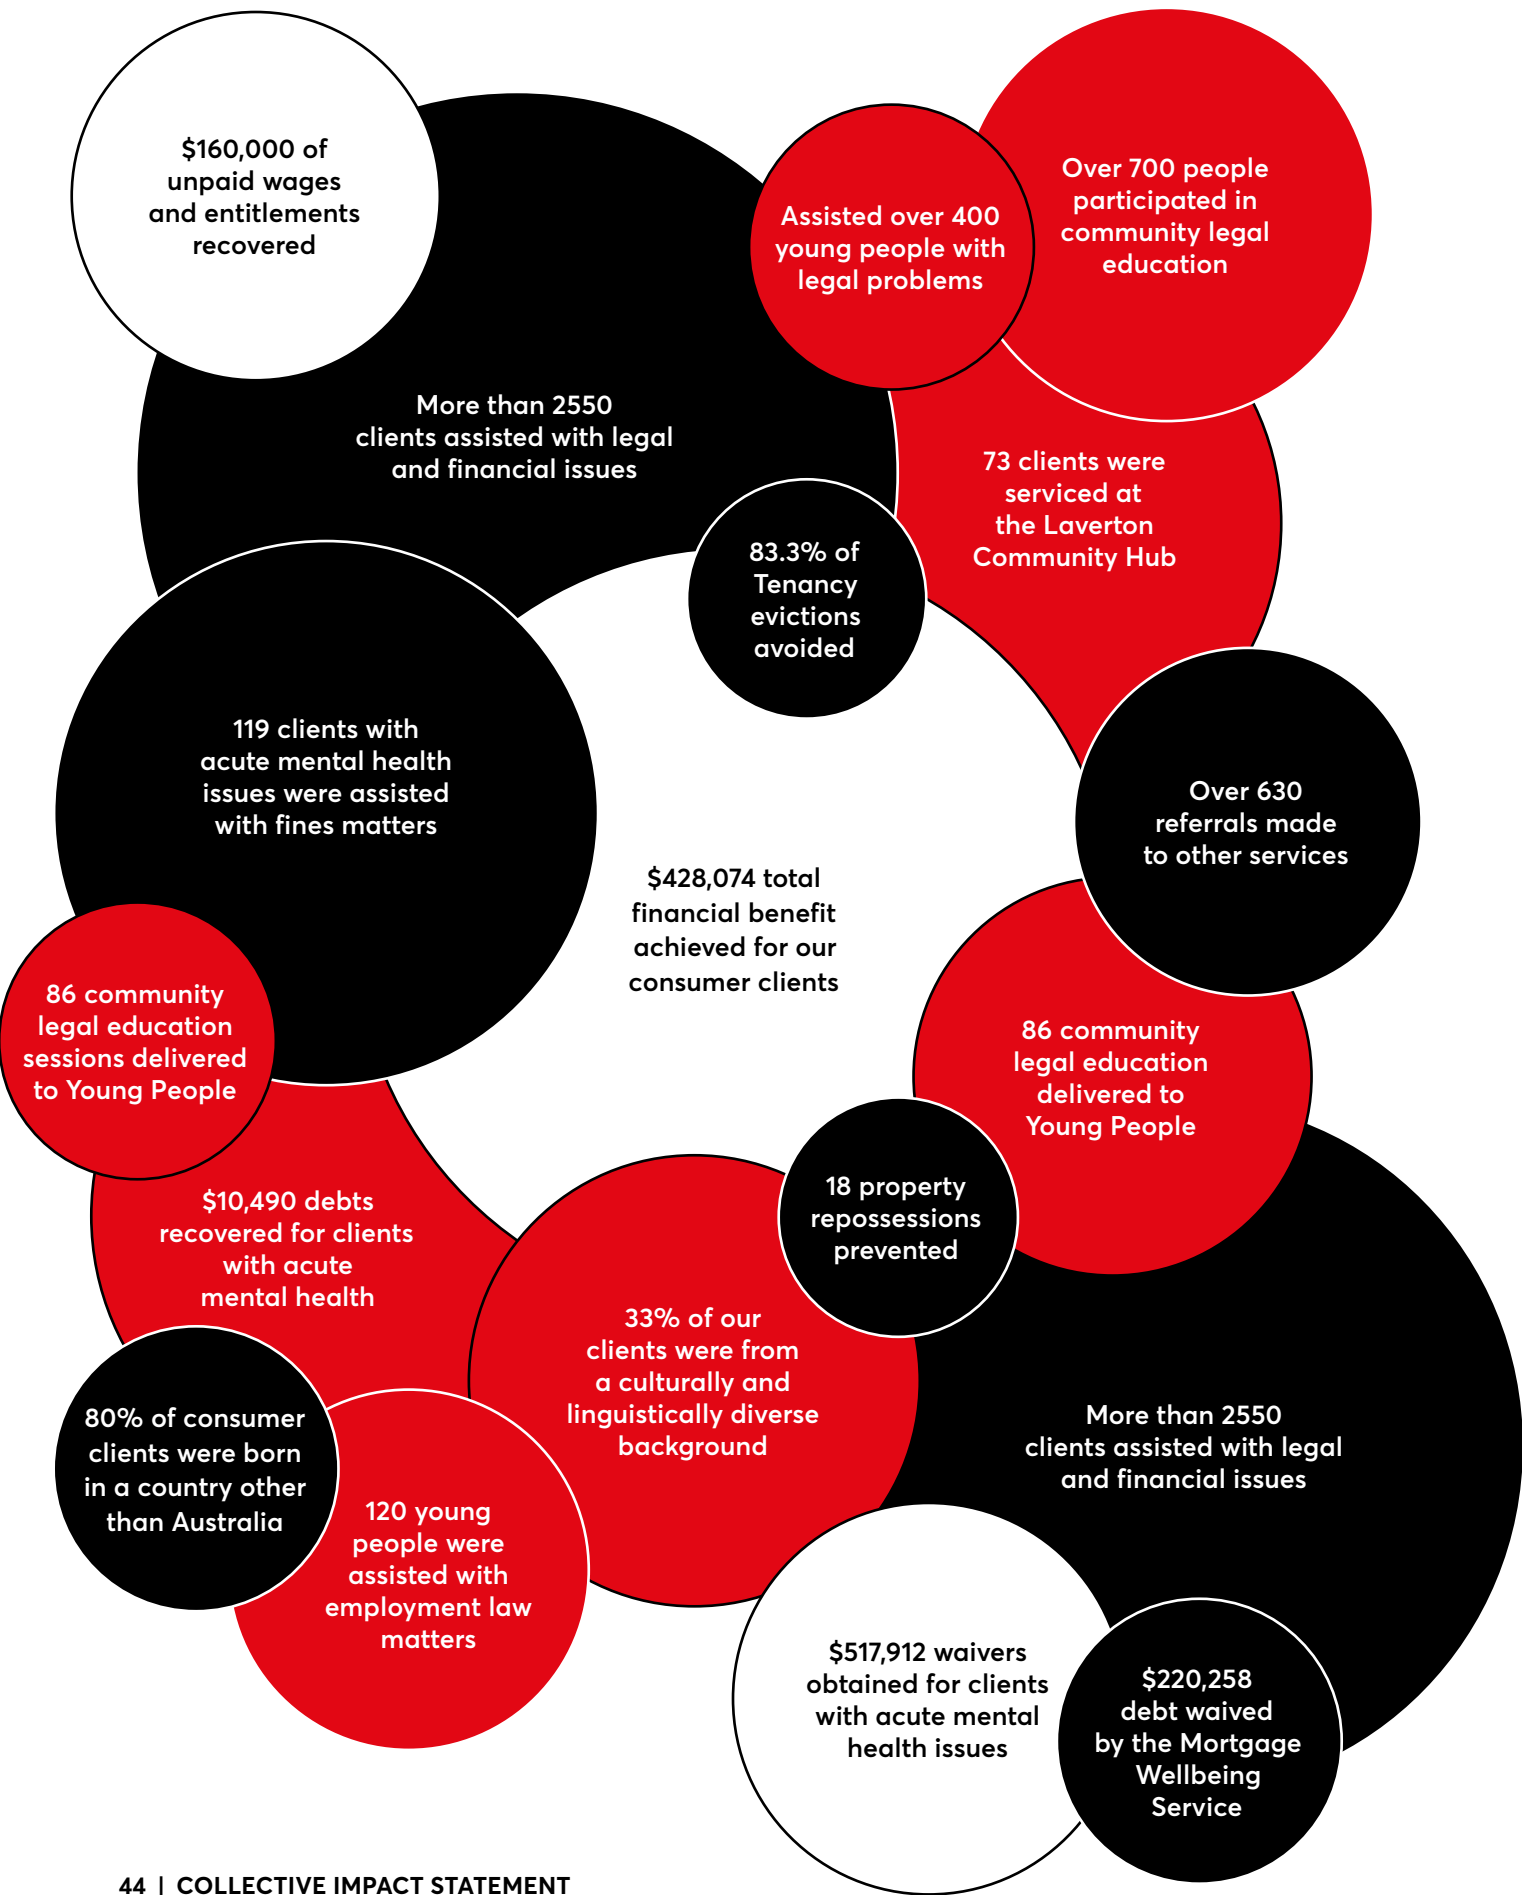 $160,000 of
unpaid wages
and entitlements
recovered
Assisted over 400
young people with
legal problems
Over 700 people
participated in
community legal
education
More than 2550
clients assisted with legal
and financial issues
73 clients were
serviced at
the Laverton
Community Hub
83.3% of
Tenancy
evictions
avoided
119 clients with
acute mental health
issues were assisted
with fines matters
Over 630
referrals made
to other services
$428,074 total
financial benefit
achieved for our
consumer clients
86 community
legal education
sessions delivered
to Young People
86 community
legal education
delivered to
Young People
18 property
repossessions
prevented
$10,490 debts
recovered for clients
with acute
mental health
33% of our
clients were from
a culturally and
linguistically diverse
background
80% of consumer
clients were born
in a country other
than Australia
More than 2550
clients assisted with legal
and financial issues
120 young
people were
assisted with
employment law
matters
$517,912 waivers
obtained for clients
with acute mental
health issues
$220,258
debt waived
by the Mortgage
Wellbeing
Service
44 | COLLECTIVE IMPACT STATEMENT